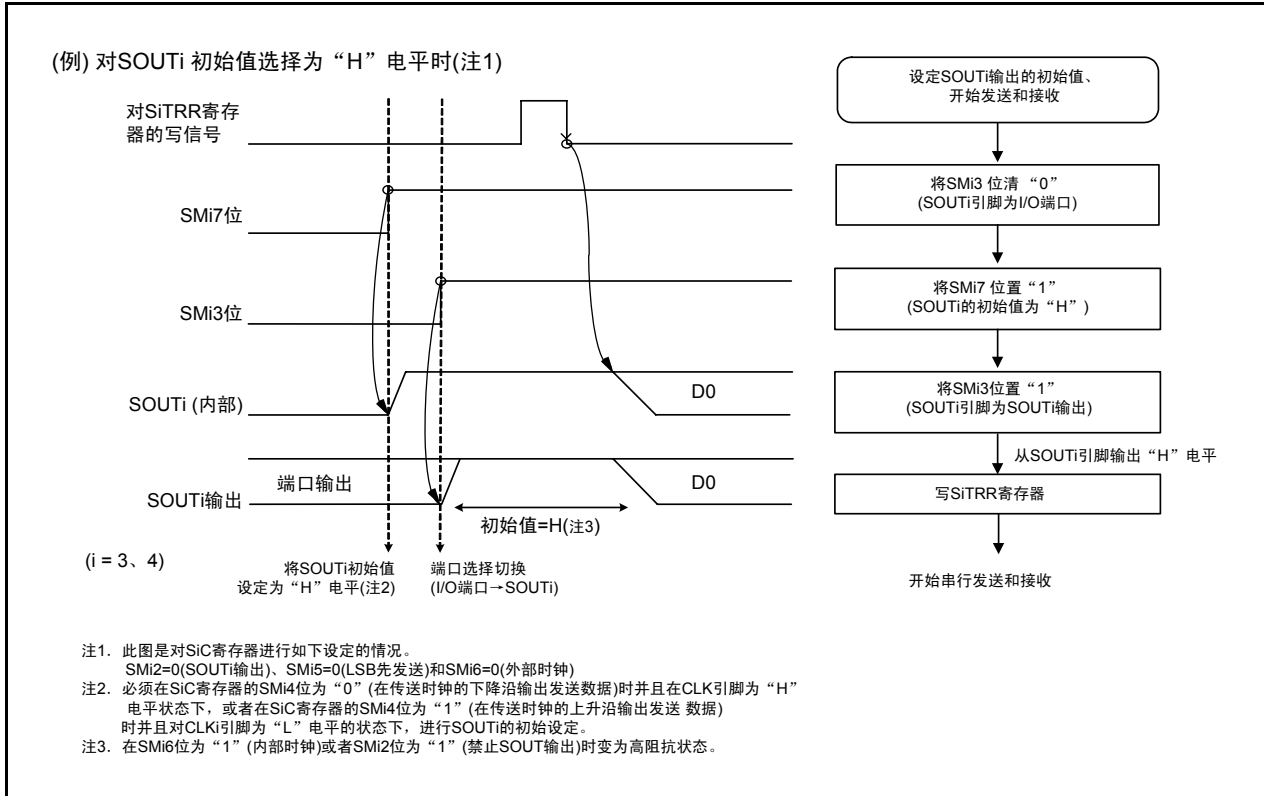 (例) 对SOUTi 初始值选择为“H”电平时(注1)
对SiTRR寄存
器的写信号
SMi7位
SMi3位
SOUTi (内部)
D0
SOUTi输出
端口输出
D0
初始值=H(注3)
(i = 3、4)
将SOUTi初始值
设定为“H”电平(注2)
端口选择切换
(I/O端口→SOUTi)
设定SOUTi输出的初始值、
开始发送和接收
将SMi3 位清 “0”
(SOUTi引脚为I/O端口)
将SMi7 位置“1”
(SOUTi的初始值为“H”)
将SMi3位置“1”
(SOUTi引脚为SOUTi输出)
从SOUTi引脚输出“H”电平
写SiTRR寄存器
开始串行发送和接收
注1. 此图是对SiC寄存器进行如下设定的情况。
SMi2=0(SOUTi输出)、SMi5=0(LSB先发送)和SMi6=0(外部时钟)
注2. 必须在SiC寄存器的SMi4位为“0”(在传送时钟的下降沿输出发送数据)时并且在CLK引脚为“H”
电平状态下，或者在SiC寄存器的SMi4位为“1”(在传送时钟的上升沿输出发送 数据)
时并且对CLKi引脚为“L”电平的状态下，进行SOUTi的初始设定。
注3. 在SMi6位为“1”(内部时钟)或者SMi2位为“1”(禁止SOUT输出)时变为高阻抗状态。